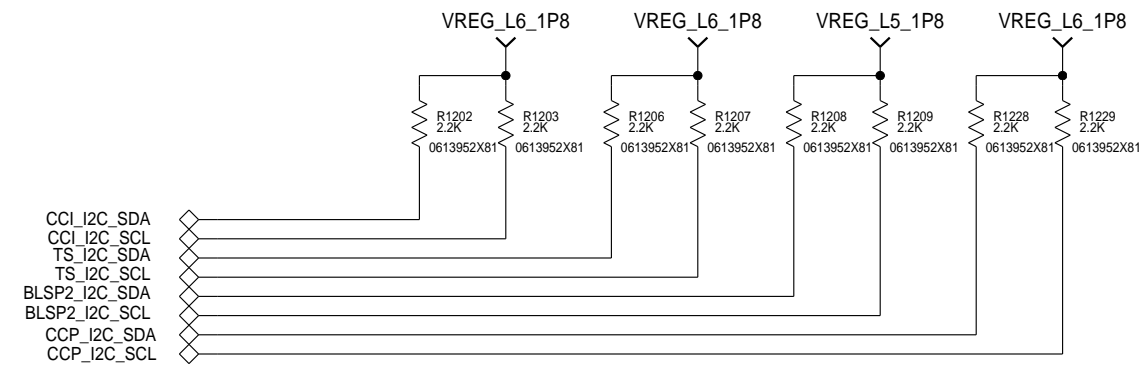 VREG_L6_1P8
VREG_L6_1P8
VREG_L5_1P8
VREG_L6_1P8
R1202
2.2K
0613952X81
R1203
2.2K
0613952X81
R1206
2.2K
0613952X81
R1207
2.2K
0613952X81
R1208
2.2K
0613952X81
R1209
2.2K
0613952X81
R1228
2.2K
0613952X81
R1229
2.2K
0613952X81
CCI_I2C_SDA
CCI_I2C_SCL
TS_I2C_SDA
TS_I2C_SCL
BLSP2_I2C_SDA
BLSP2_I2C_SCL
CCP_I2C_SDA
CCP_I2C_SCL